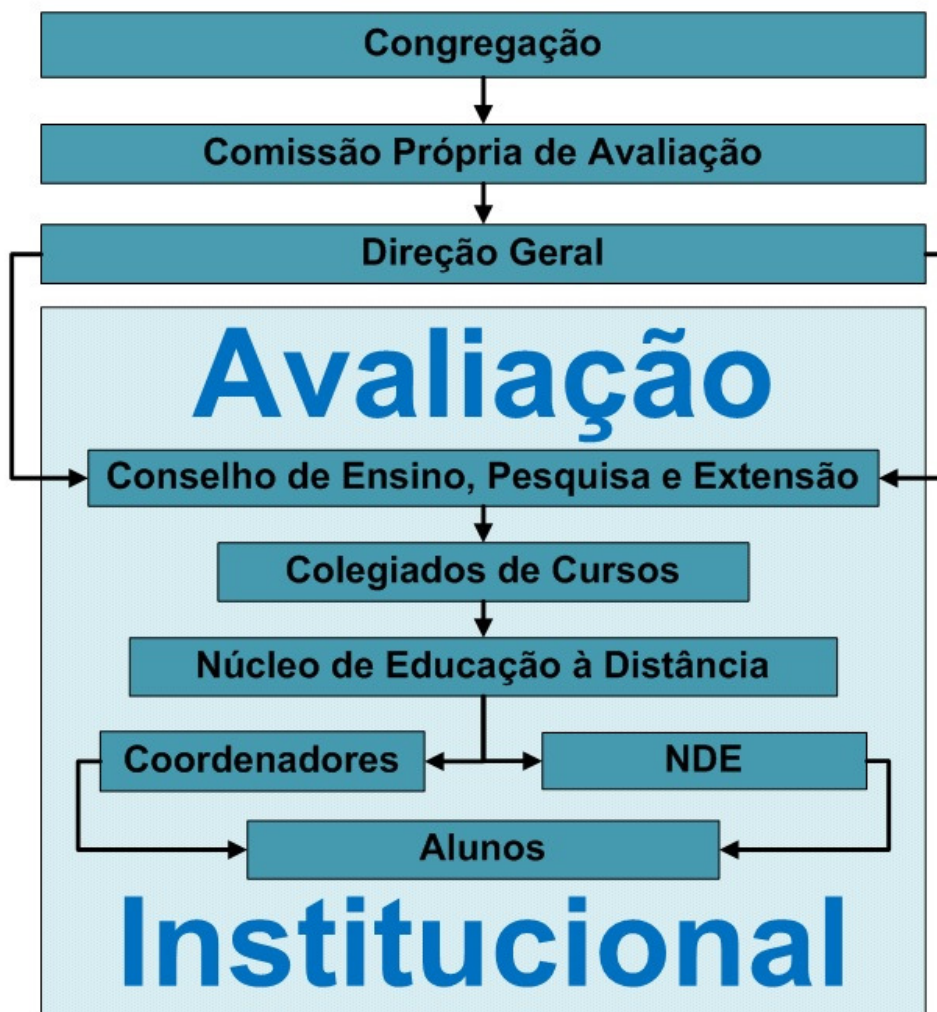 Congregação
Comissão Própria de Avaliação
Direção Geral
Avaliação
Conselho de Ensino, Pesquisa e Extensão
Colegiados de Cursos
Núcleo de Educação à Distância
Coordenadores
NDE
Alunos
Institucional